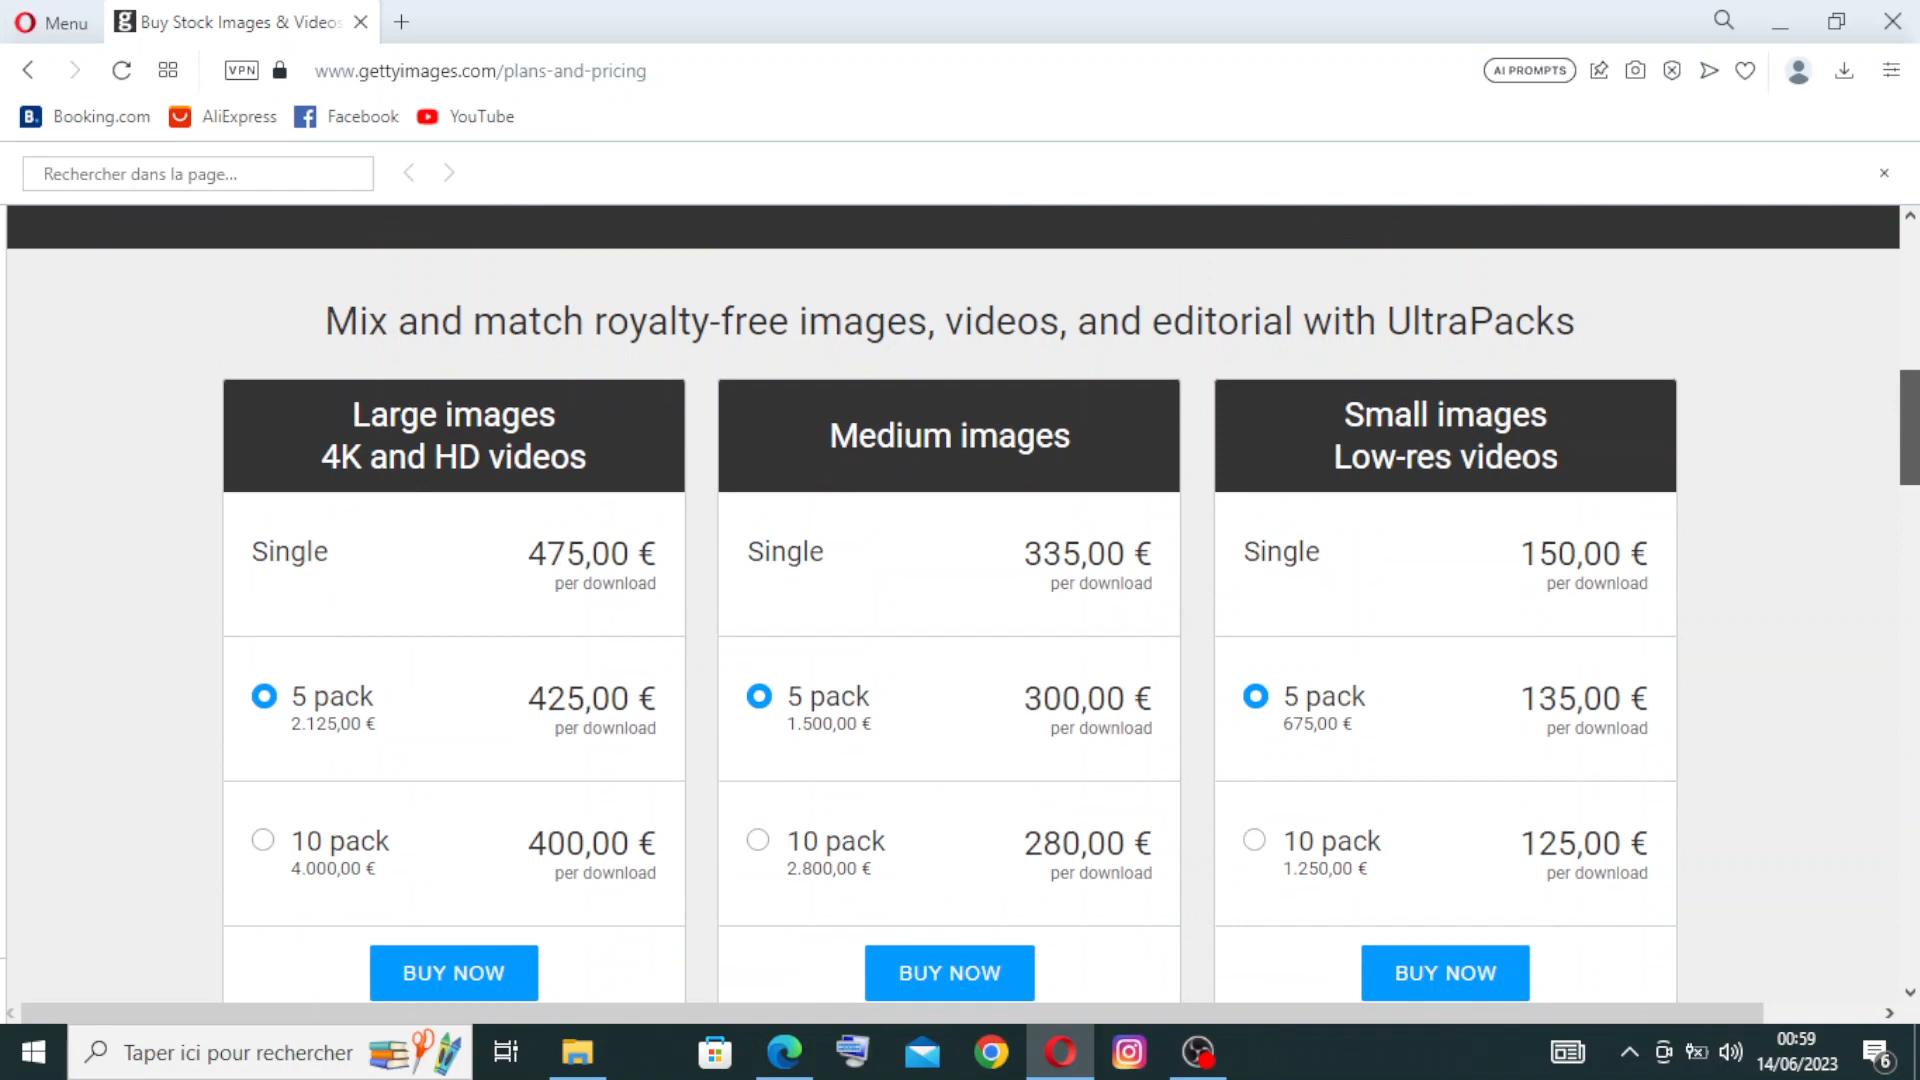 Menu
Buy Stock Images & Videos
VPN
www.gettyimages.com/plans-and-pricing
AI PROMPTS
B. Booking.com
AliExpress
Facebook
YouTube
Rechercher dans la page...
Mix and match royalty-free images, videos, and editorial with UltraPacks
Large images
4K and HD videos
Single
475,00 €
per download
5 pack
2.125,00 €
425,00 €
per download
10 pack
4.000,00 €
400,00 €
per download
BUY NOW
Medium images
Single
335,00 €
per download
5 pack
1.500,00 €
300,00 €
per download
10 pack
2.800,00 €
280,00 €
per download
BUY NOW
Small images
Low-res videos
Single
150,00 €
per download
5 pack
675,00 €
135,00 €
per download
10 pack
1.250,00 €
125,00 €
per download
BUY NOW
Taper ici pour rechercher
00:59
14/06/2023
6